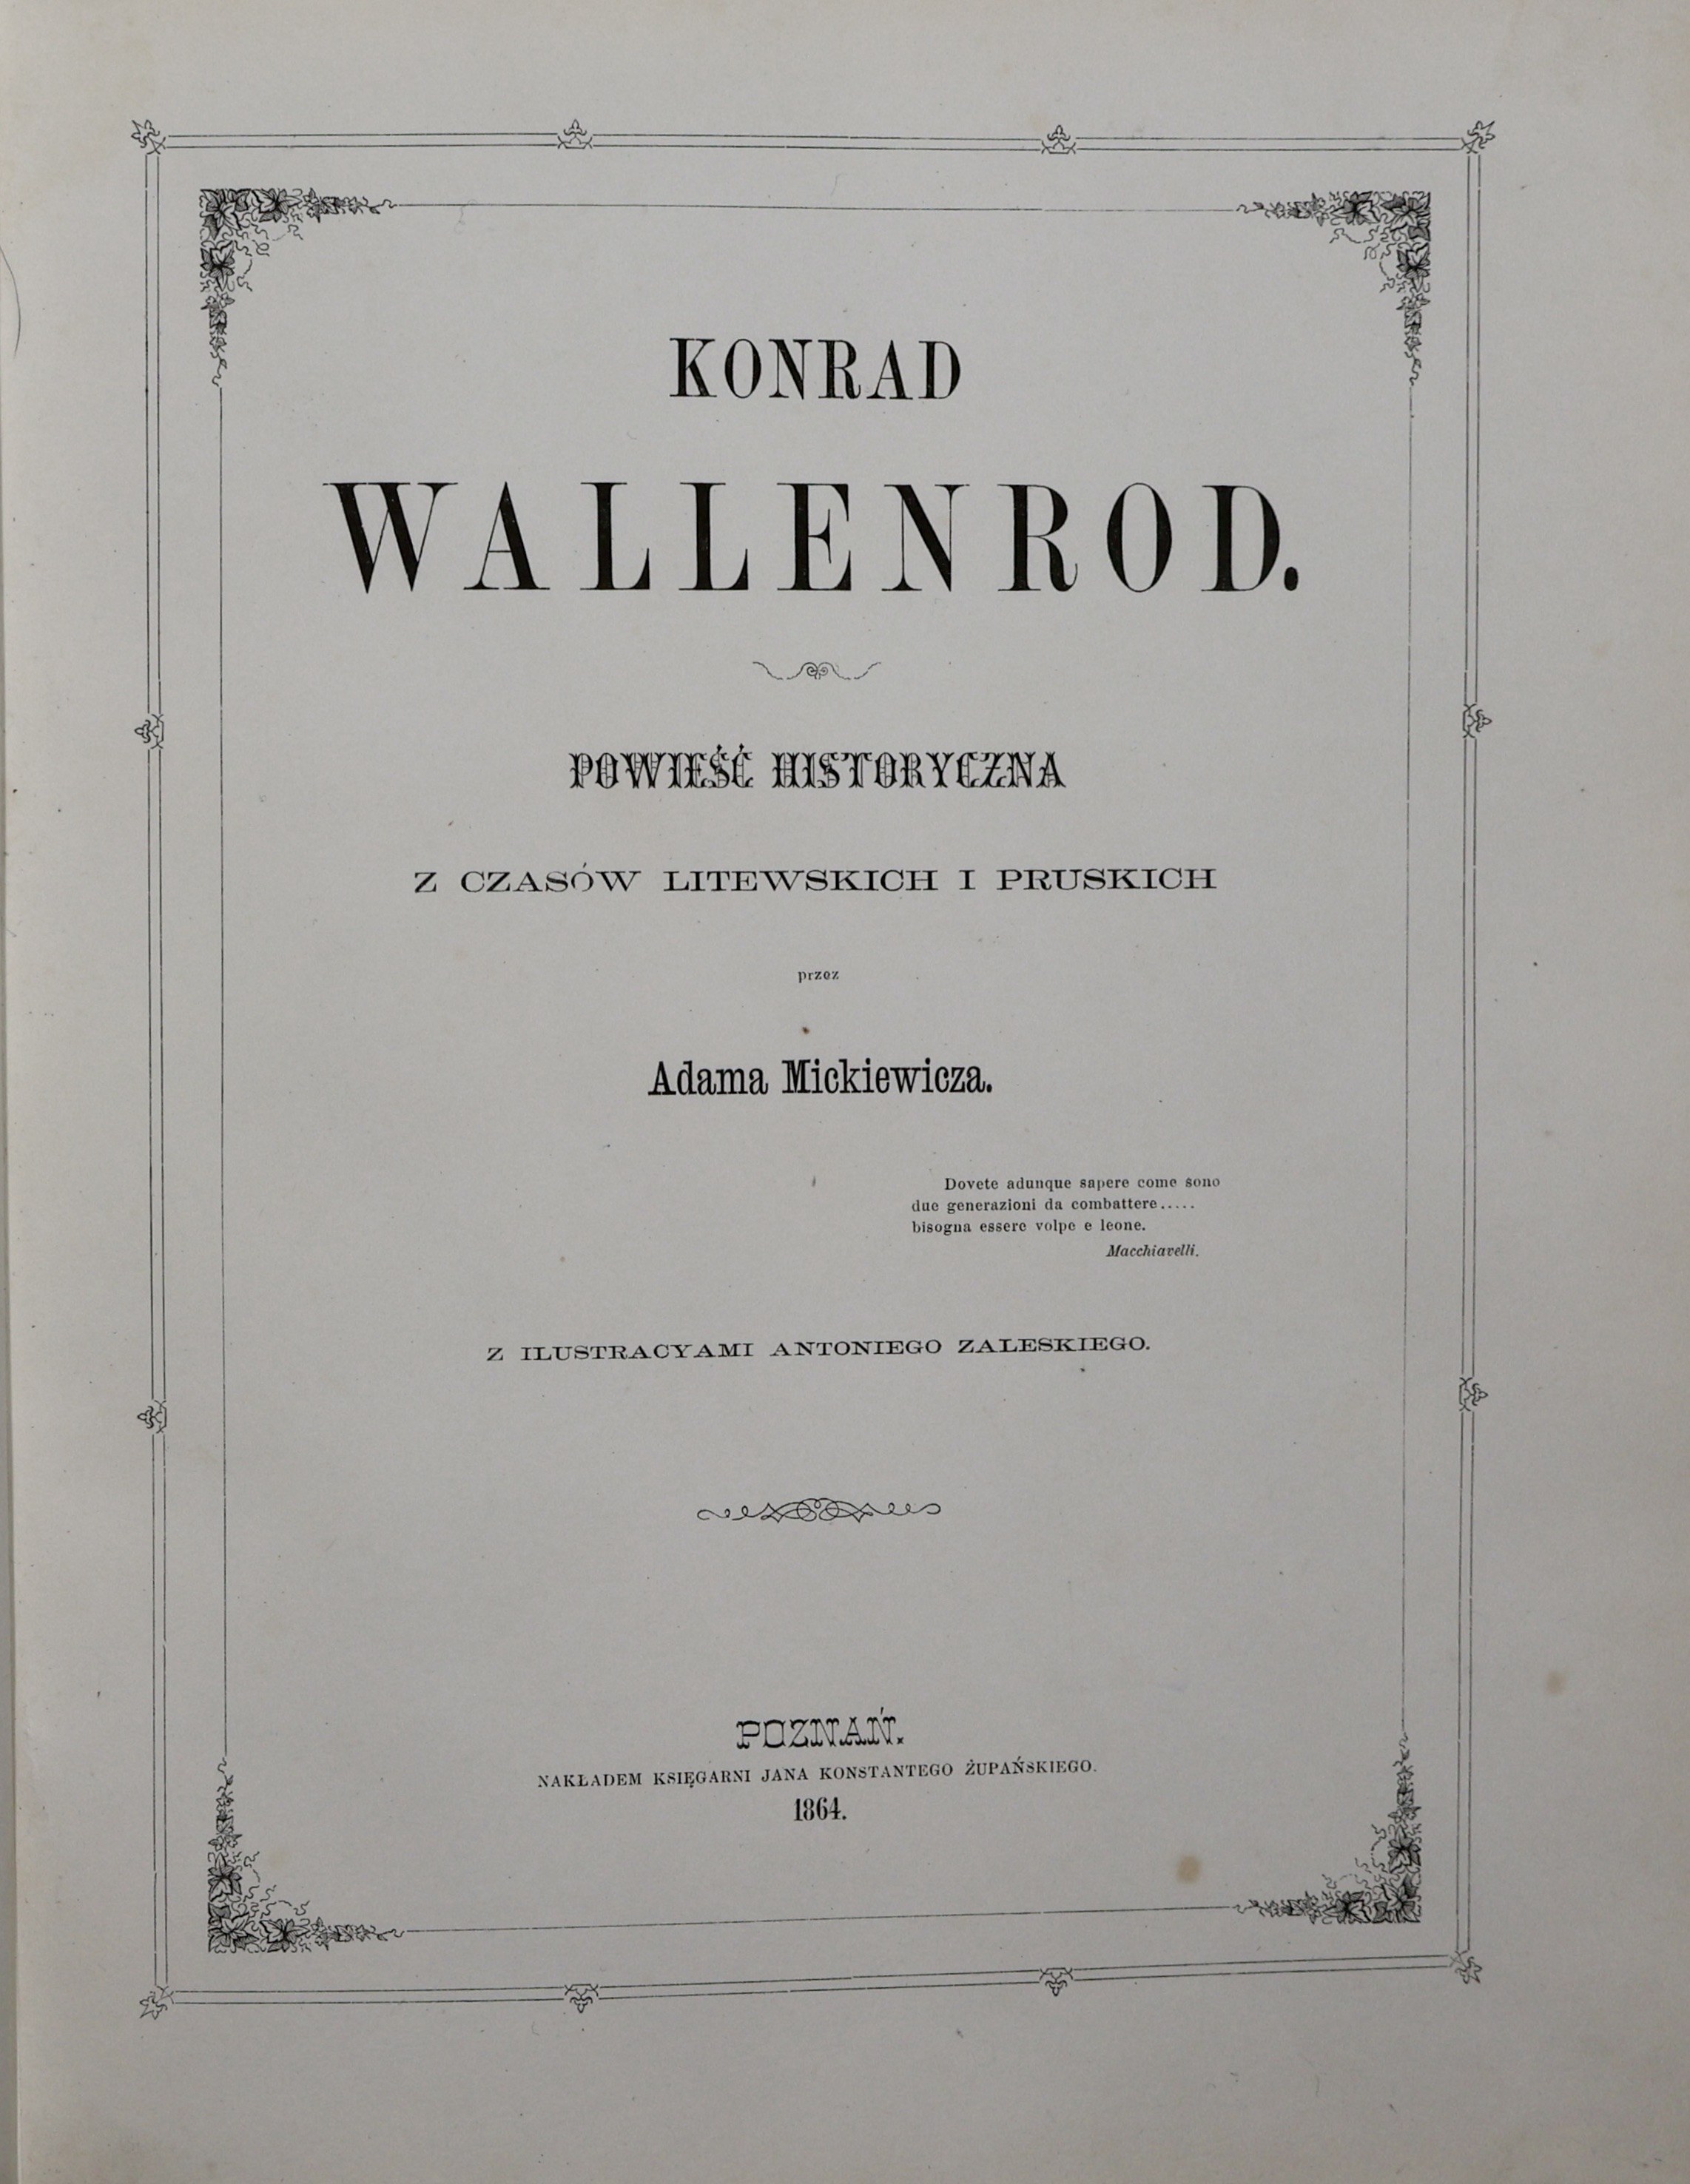 KONRAD
WALLENROD.
POWIEŚĆ HISTORYCZNA
Z CZASÓW LITEWSKICH I PRUSKICH
przez
Adama Mickiewicza.
Dovete adunque sapere come sono
due generazioni da combattere.....
bisogna essere volpe e leone.
Macchiavelli.
Z ILUSTRACYAMI ANTONIEGO ZALESKIEGO.
POZNAŃ.
NAKŁADEM KSIĘGARNI JANA KONSTANTEGO ŻUPAŃSKIEGO.
1864.